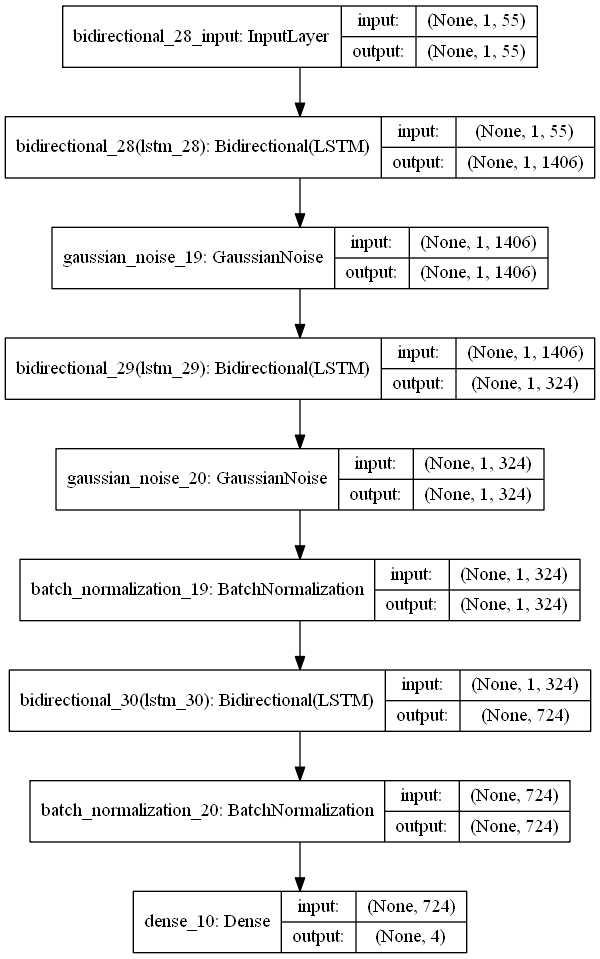 bidirectional_28_input: InputLayer
input: (None, 1, 55)
output: (None, 1, 55)
bidirectional_28(lstm_28): Bidirectional(LSTM)
input: (None, 1, 55)
output: (None, 1, 1406)
gaussian_noise_19: GaussianNoise
input: (None, 1, 1406)
output: (None, 1, 1406)
bidirectional_29(lstm_29): Bidirectional(LSTM)
input: (None, 1, 1406)
output: (None, 1, 324)
gaussian_noise_20: GaussianNoise
input: (None, 1, 324)
output: (None, 1, 324)
batch_normalization_19: BatchNormalization
input: (None, 1, 324)
output: (None, 1, 324)
bidirectional_30(lstm_30): Bidirectional(LSTM)
input: (None, 1, 324)
output: (None, 724)
batch_normalization_20: BatchNormalization
input: (None, 724)
output: (None, 724)
dense_10: Dense
input: (None, 724)
output: (None, 4)